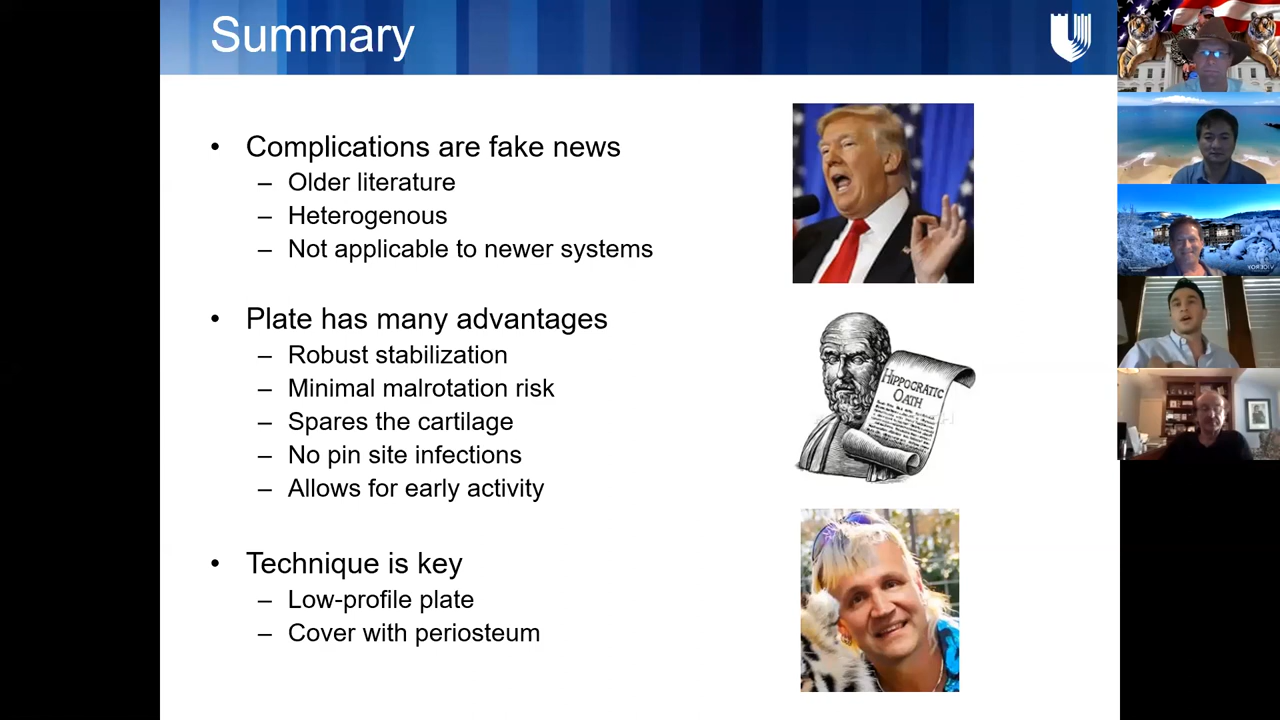 Summary
• Complications are fake news
– Older literature
– Heterogenous
– Not applicable to newer systems
• Plate has many advantages
– Robust stabilization
– Minimal malrotation risk
– Spares the cartilage
– No pin site infections
– Allows for early activity
• Technique is key
– Low-profile plate
– Cover with periosteum
HIPPOCRATIC
OATH